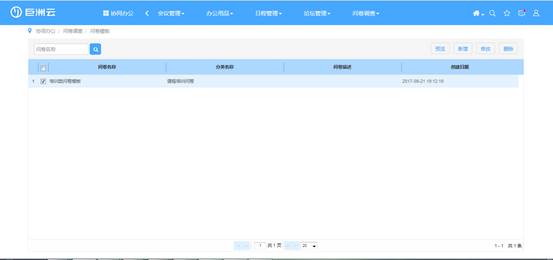 巨洲云 协同办公 会议管理 办公用品 日程管理 论坛管理 问卷调查
协同办公 / 问卷调查 / 问卷模板
问卷名称 预览 新增 修改 删除
问卷名称 分类名称 问卷描述 创建日期
1 培训问卷模板 课程培训问卷 2017-08-21 19:12:18
1 共 1 页 20 1 - 1 共 1 条